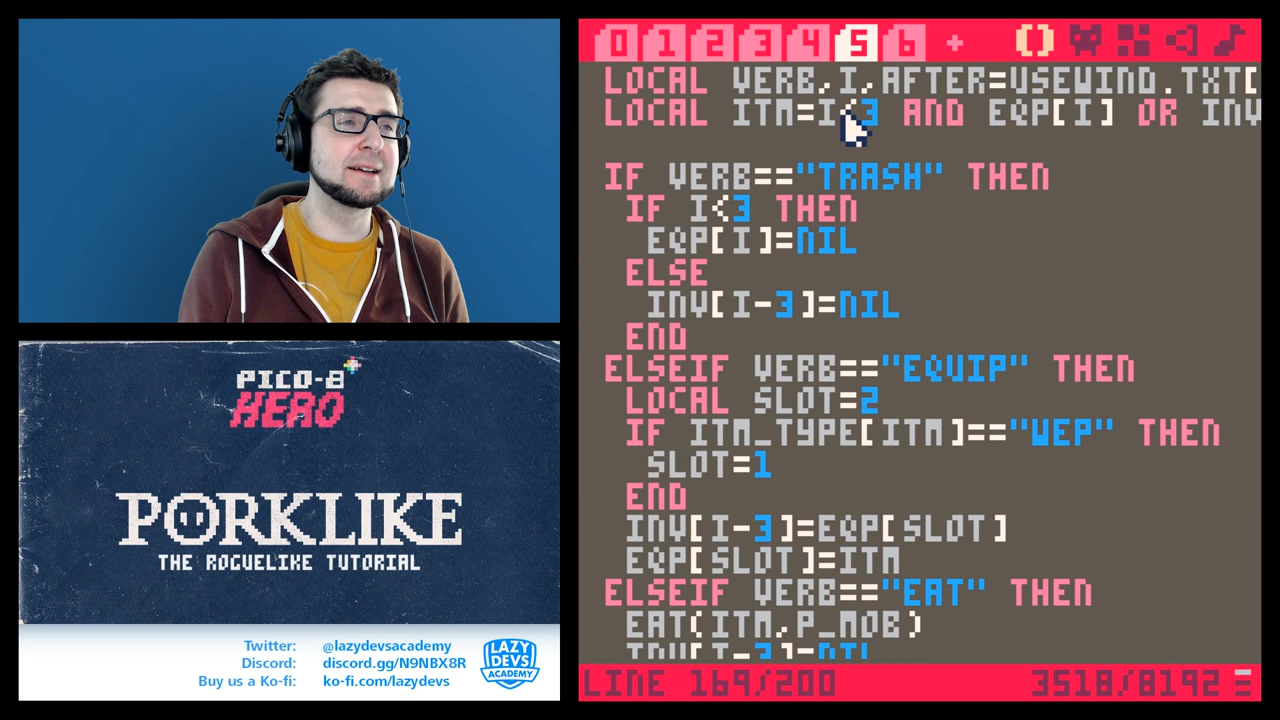 PICO-8
HERO
PORKLIKE
THE ROGUELIKE TUTORIAL
Twitter: @lazydevsacademy
Discord: discord.gg/N9NBX8R
Buy us a Ko-fi: ko-fi.com/lazydevs
LAZY
DEVS
ACADEMY
0 1 2 3 4 5 6 + ()
LOCAL VERB,I,AFTER=USEWIND.TXT[
LOCAL ITM=I<3 AND EQP[I] OR INV
IF VERB=="TRASH" THEN
IF I<3 THEN
EQP[I]=NIL
ELSE
INV[I-3]=NIL
END
ELSEIF VERB=="EQUIP" THEN
LOCAL SLOT=2
IF ITM_TYPE[ITM]=="WEP" THEN
SLOT=1
END
INV[I-3]=EQP[SLOT]
EQP[SLOT]=ITM
ELSEIF VERB=="EAT" THEN
EAT(ITM,P_MOB)
INV[I-3]=NIL
LINE 169/200 3518/8192